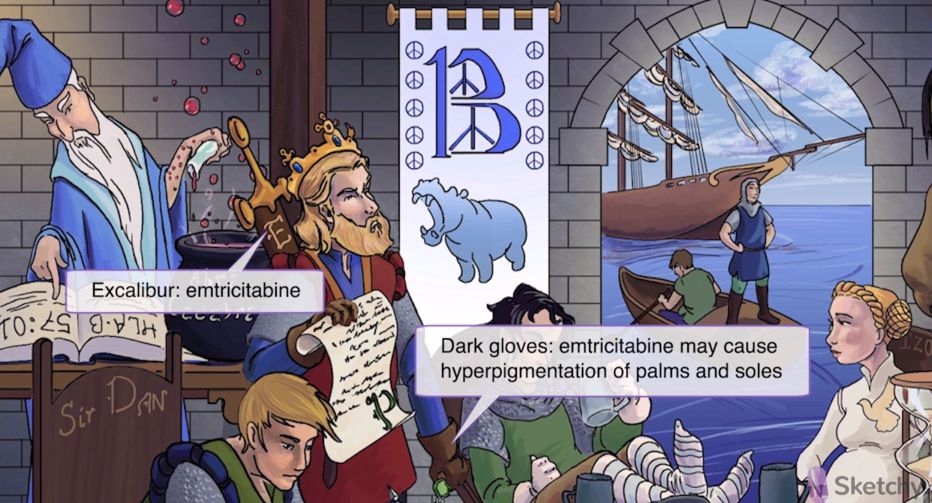 B
E
Excalibur: emtricitabine
HLA-B
57:01
Dark gloves: emtricitabine may cause
hyperpigmentation of palms and soles
Sir DAN
Sketchy